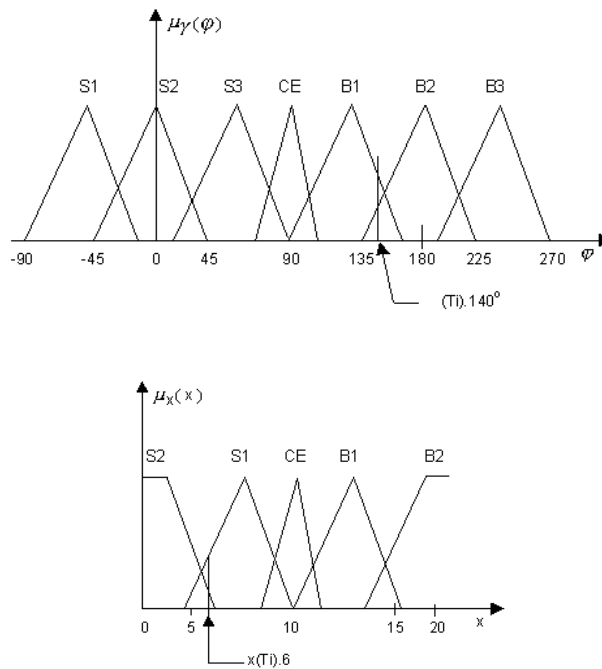 μγ(φ)
S1 S2 S3 CE B1 B2 B3
-90 -45 0 45 90 135 180 225 270 φ
(Ti).140°
μx(x)
S2 S1 CE B1 B2
0 5 10 15 20 x
x(Ti).6